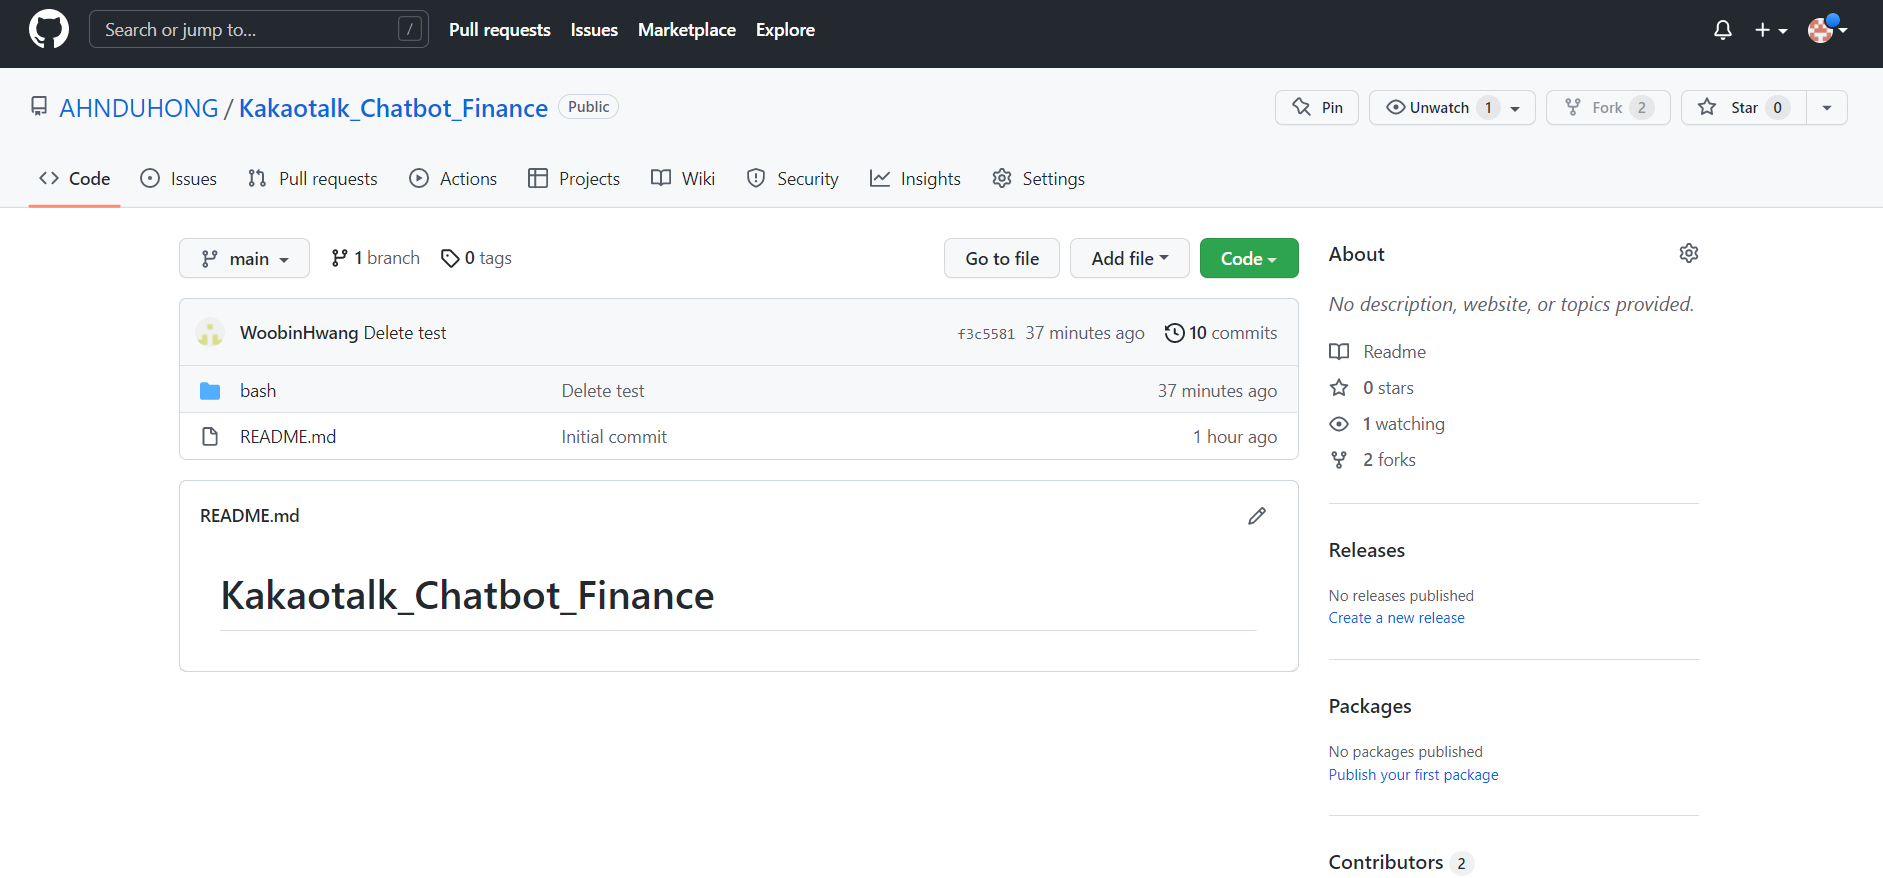 Search or jump to... /
Pull requests Issues Marketplace Explore
AHNDUHONG / Kakaotalk_Chatbot_Finance Public
Pin Unwatch 1 Fork 2 Star 0
Code Issues Pull requests Actions Projects Wiki Security Insights Settings
main 1 branch 0 tags
Go to file Add file Code
WoobinHwang Delete test f3c5581 37 minutes ago 10 commits
bash Delete test 37 minutes ago
README.md Initial commit 1 hour ago
README.md
Kakaotalk_Chatbot_Finance
About
No description, website, or topics provided.
Readme
0 stars
1 watching
2 forks
Releases
No releases published
Create a new release
Packages
No packages published
Publish your first package
Contributors 2